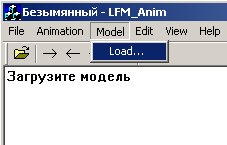 Безымянный - LFM_Anim
File Animation Model Edit View Help
Load...
Загрузите модель